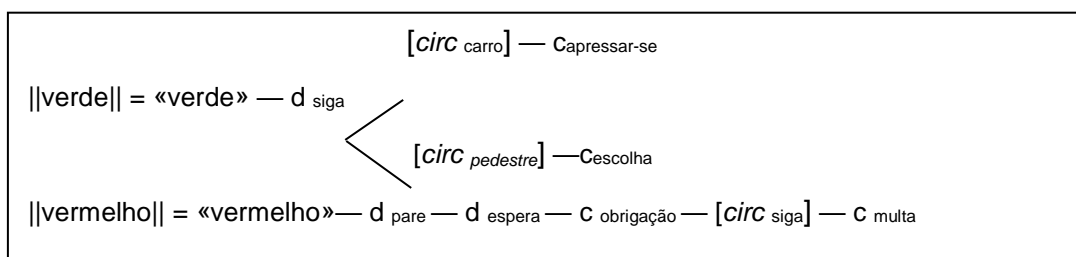 [circ carro] — capressar-se
||verde|| = «verde» — d siga
[circ pedestre] —cescolha
||vermelho|| = «vermelho»— d pare — d espera — c obrigação — [circ siga] — c multa